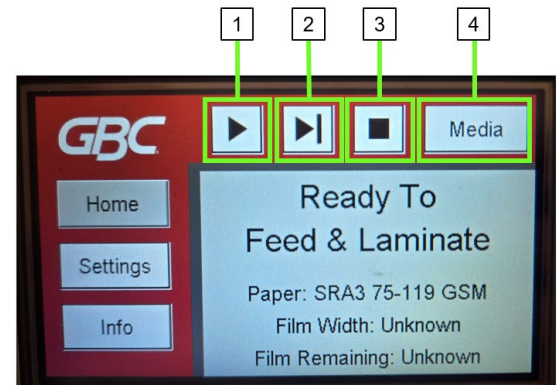 1 2 3 4
GBC
Media
Home
Settings
Info
Ready To
Feed & Laminate
Paper: SRA3 75-119 GSM
Film Width: Unknown
Film Remaining: Unknown